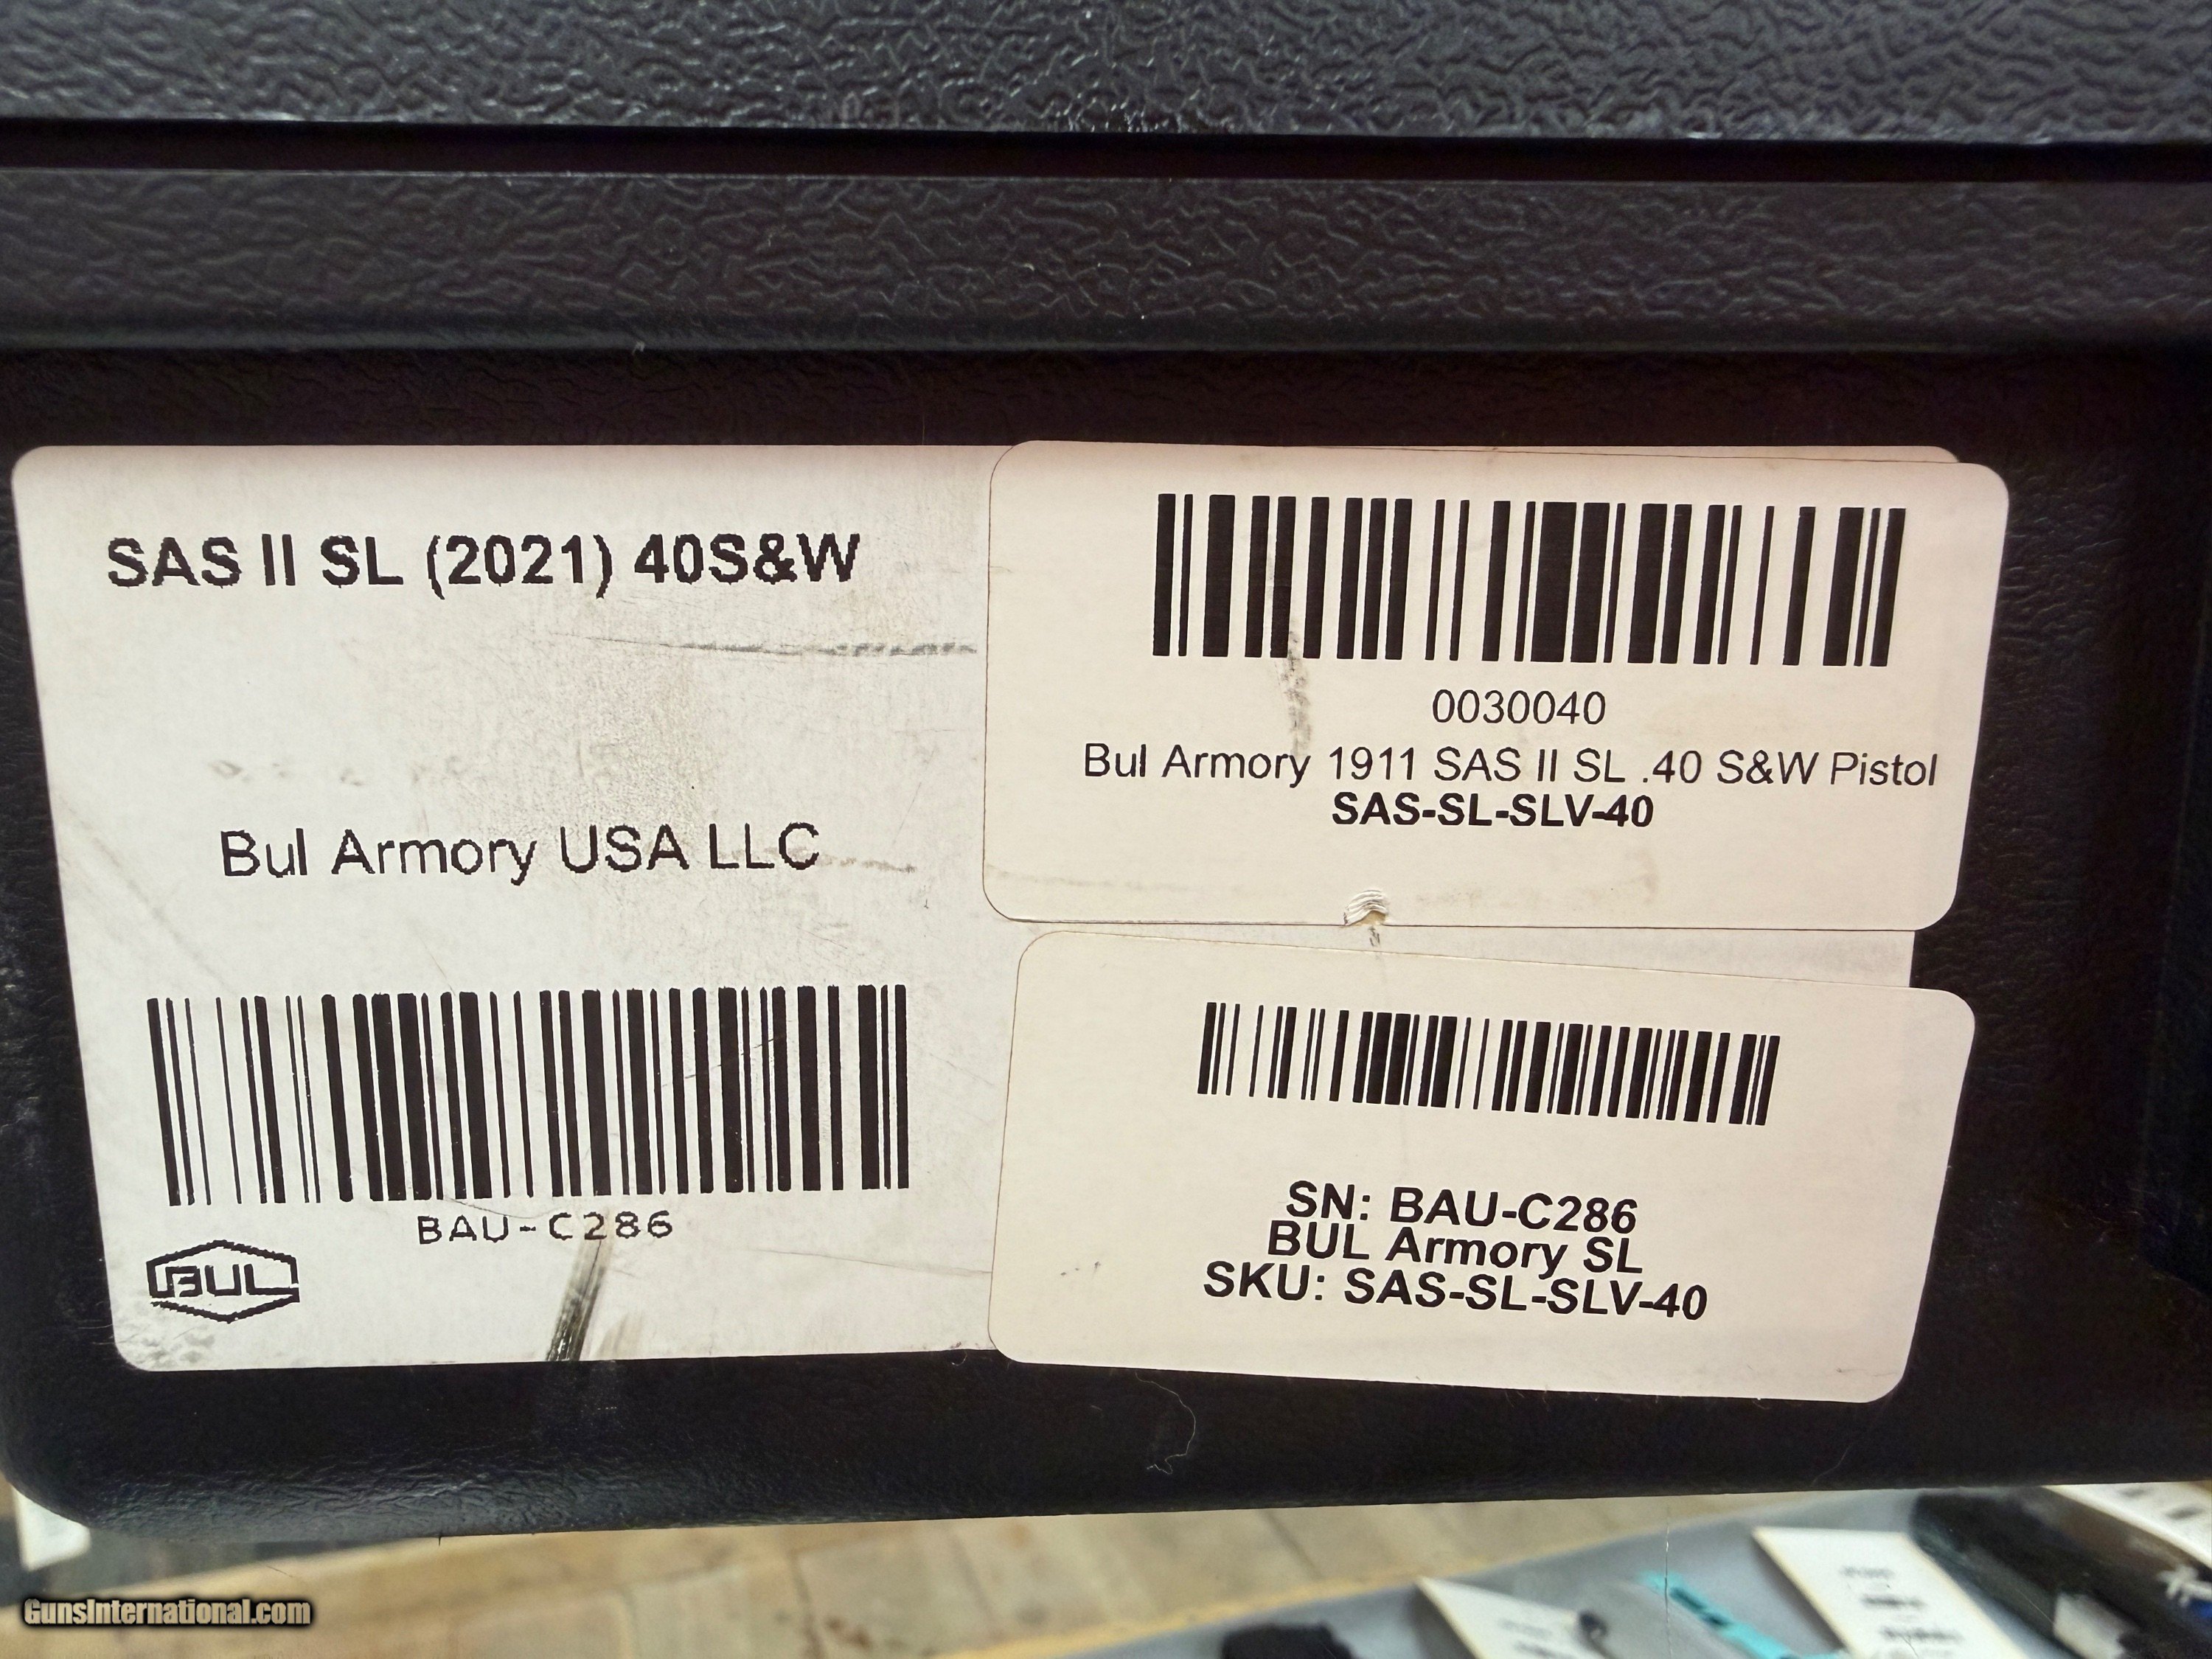 SAS II SL (2021) 40S&W
Bul Armory USA LLC
BAU-C286
BUL
0030040
Bul Armory 1911 SAS II SL .40 S&W Pistol
SAS-SL-SLV-40
SN: BAU-C286
BUL Armory SL
SKU: SAS-SL-SLV-40
GunsInternational.com